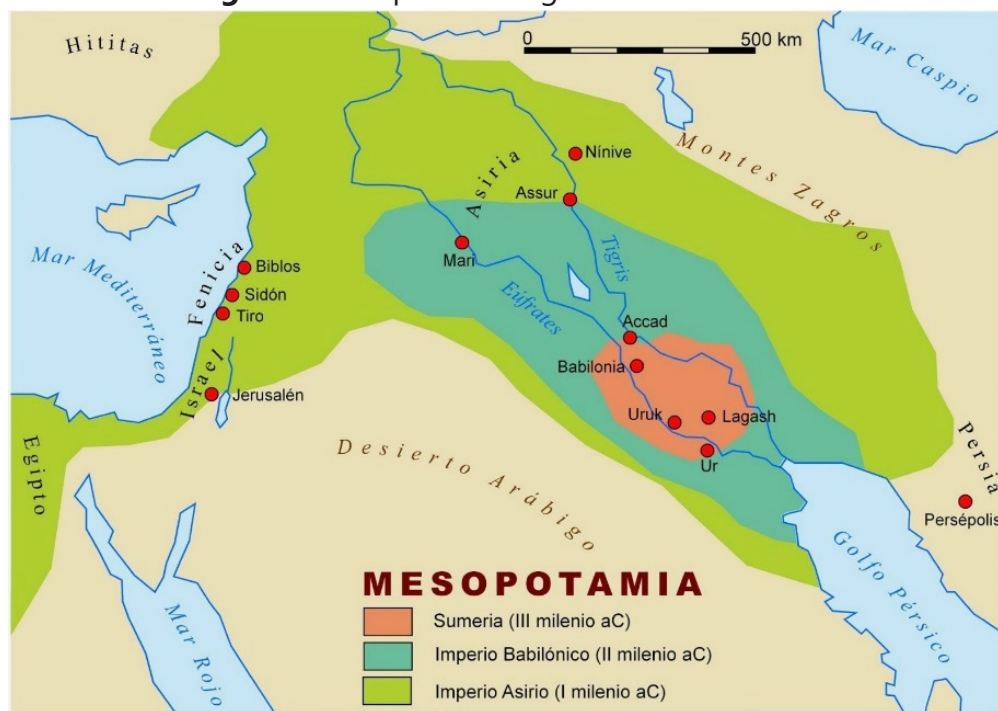 Hititas
0 500 km
Mar Caspio
Nínive
Montes Zagros
Asiria
Assur
Mari
Tigris
Mar Mediterráneo
Fenicia
Biblos
Sidón
Tiro
Éufrates
Accad
Babilonia
Israel
Jerusalén
Uruk
Lagash
Ur
Egipto
Desierto Arábigo
Persia
Persépolis
Golfo Pérsico
Mar Rojo
MESOPOTAMIA
Sumeria (III milenio aC)
Imperio Babilónico (II milenio aC)
Imperio Asirio (I milenio aC)